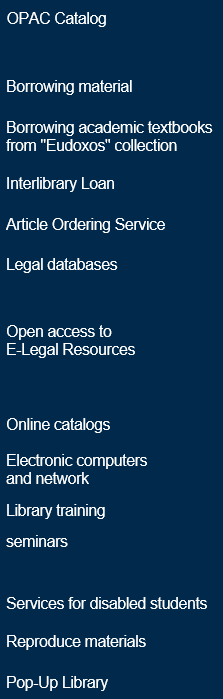 OPAC Catalog
Borrowing material
Borrowing academic textbooks
from "Eudoxos" collection
Interlibrary Loan
Article Ordering Service
Legal databases
Open access to
E-Legal Resources
Online catalogs
Electronic computers
and network
Library training
seminars
Services for disabled students
Reproduce materials
Pop-Up Library